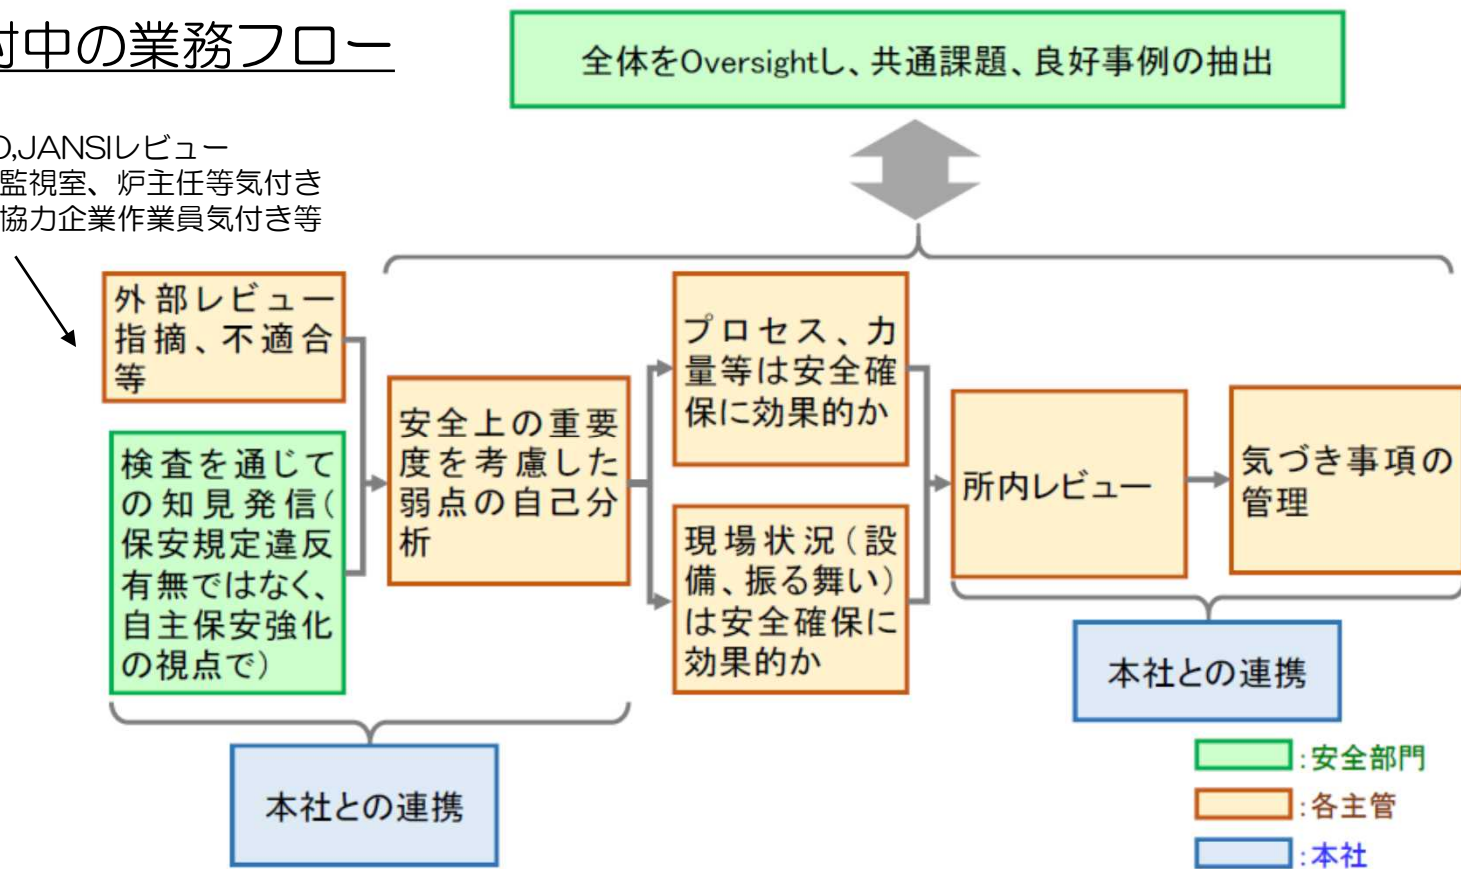 中の業務フロー
全体をOversightし、共通課題、良好事例の抽出
,JANSIレビュー
監視室、炉主任等気付き
協力企業作業員気付き等
外部レビュー
指摘、不適合
等
検査を通じて
の知見発信(
保安規定違反
有無ではなく、
自主保安強化
の視点で)
安全上の重要
度を考慮した
弱点の自己分
析
プロセス、力
量等は安全確
保に効果的か
現場状況(設
備、振る舞い)
は安全確保に
効果的か
所内レビュー
気づき事項の
管理
本社との連携
本社との連携
:安全部門
:各主管
:本社